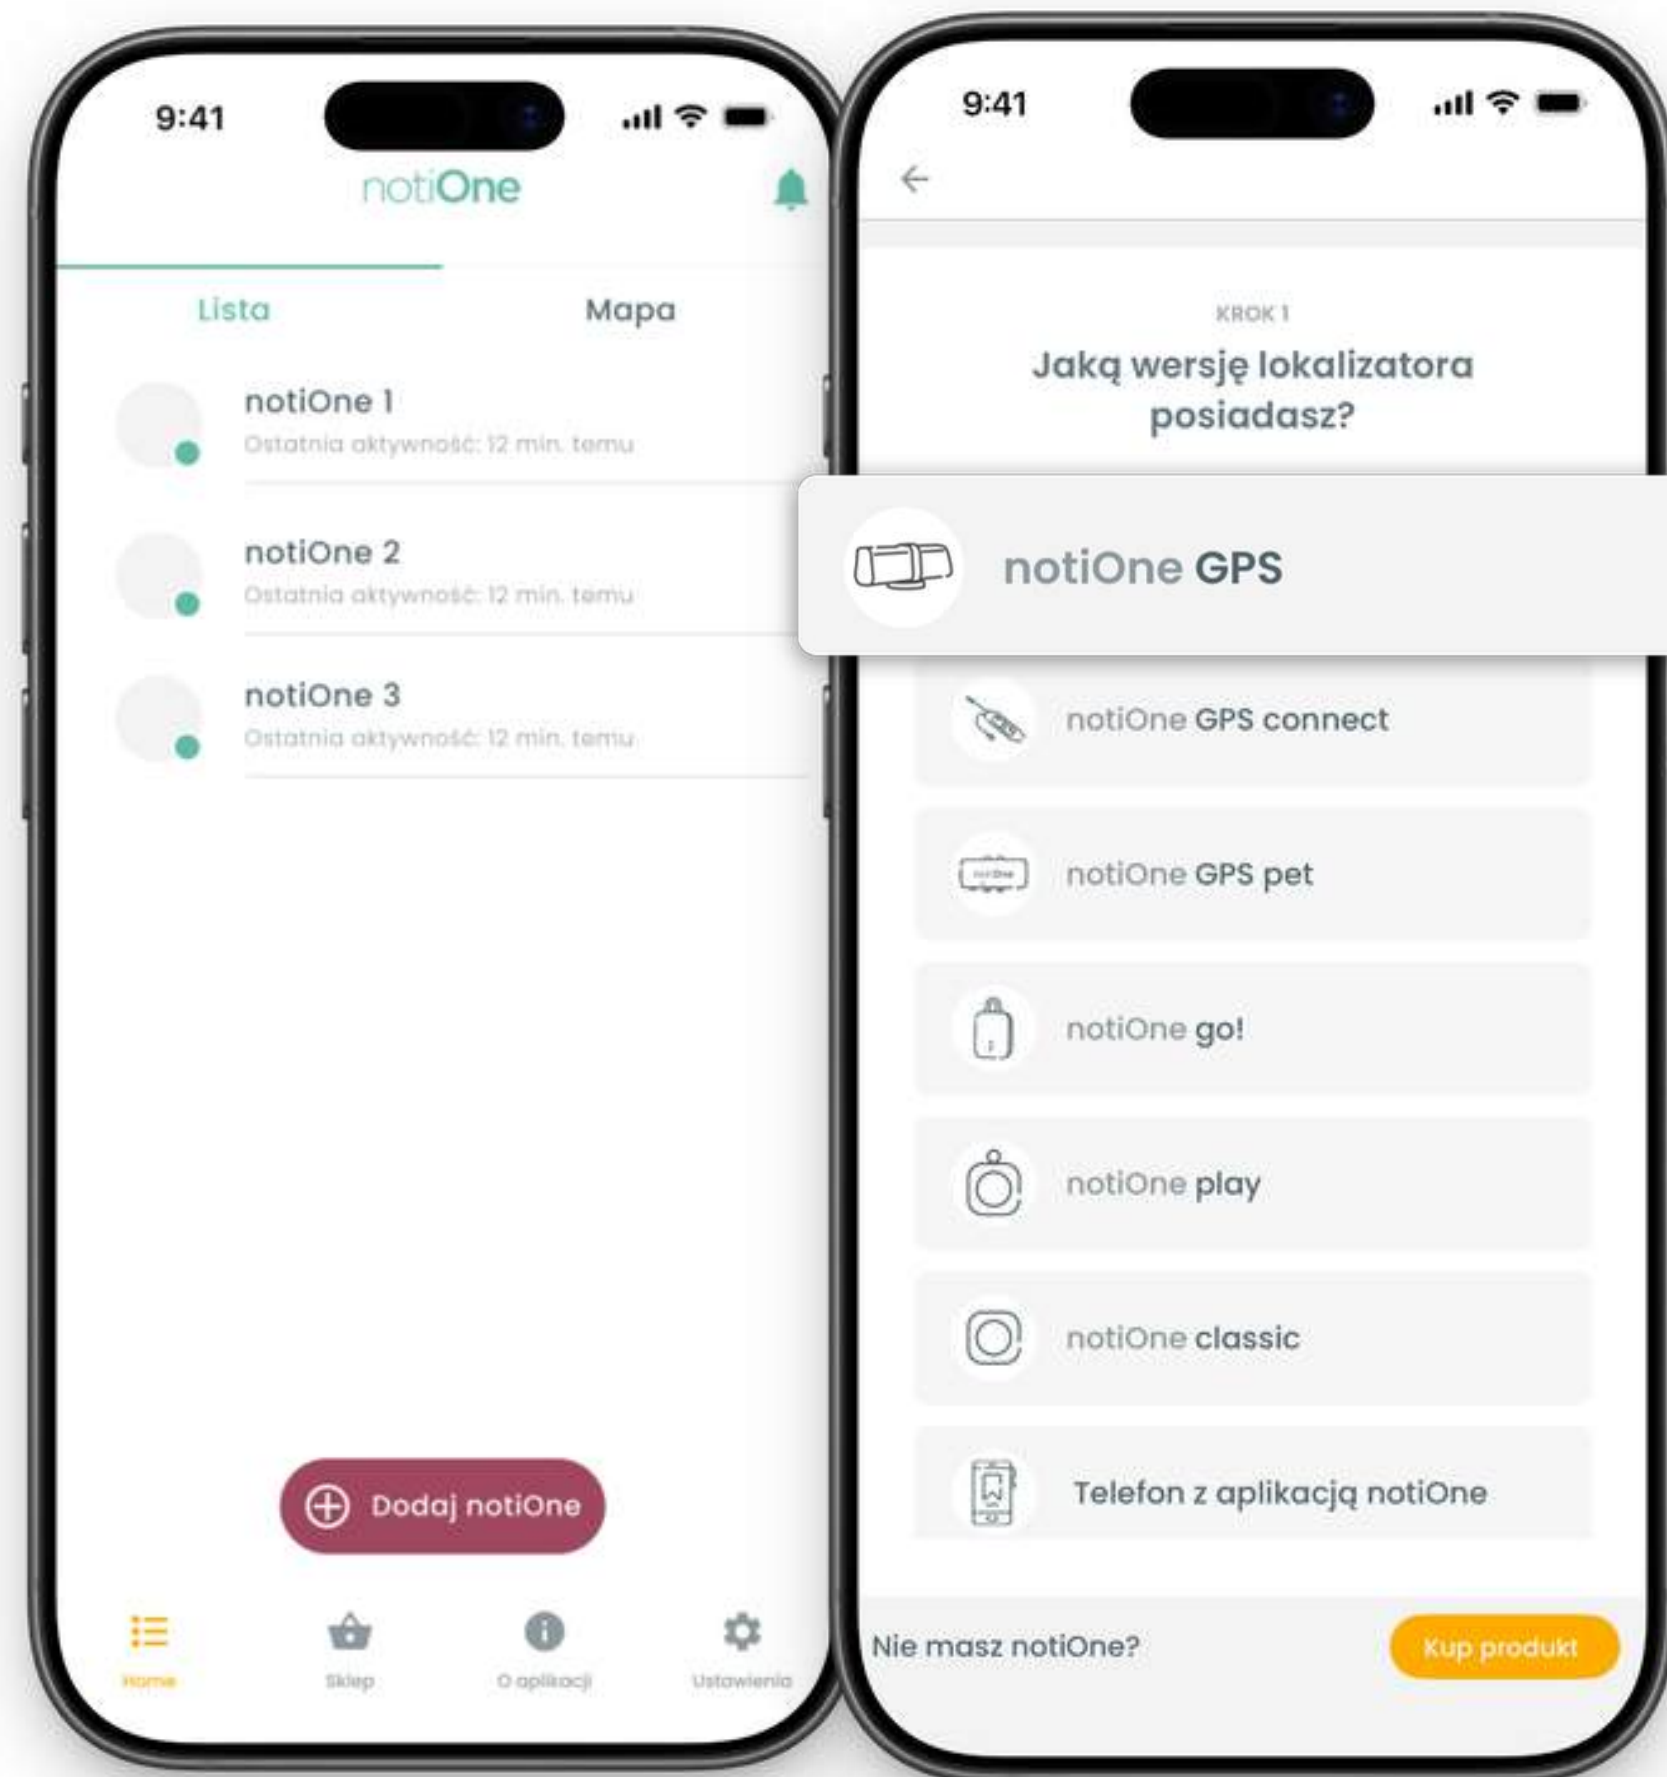 9:41
notiOne
Lista
Mapa
notiOne 1
Ostatnia aktywność: 12 min. temu
notiOne 2
Ostatnia aktywność: 12 min. temu
notiOne 3
Ostatnia aktywność: 12 min. temu
Dodaj notiOne
Home
Sklep
O aplikacji
Ustawienia
9:41
KROK 1
Jaką wersję lokalizatora
posiadasz?
notiOne GPS
notiOne GPS connect
notiOne
notiOne GPS pet
notiOne go!
notiOne play
notiOne classic
Telefon z aplikacją notiOne
Nie masz notiOne?
Kup produkt